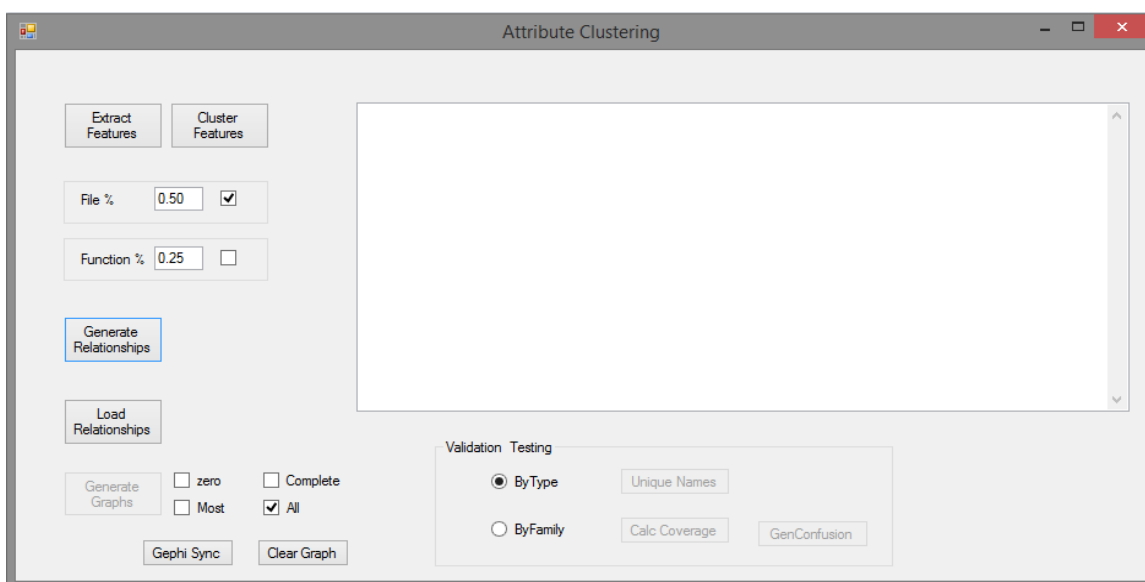 Attribute Clustering
Extract
Features
Cluster
Features
File % 0.50
Function % 0.25
Generate
Relationships
Load
Relationships
Generate
Graphs
zero
Complete
Most
All
Gephi Sync
Clear Graph
Validation Testing
ByType
Unique Names
ByFamily
Calc Coverage
GenConfusion